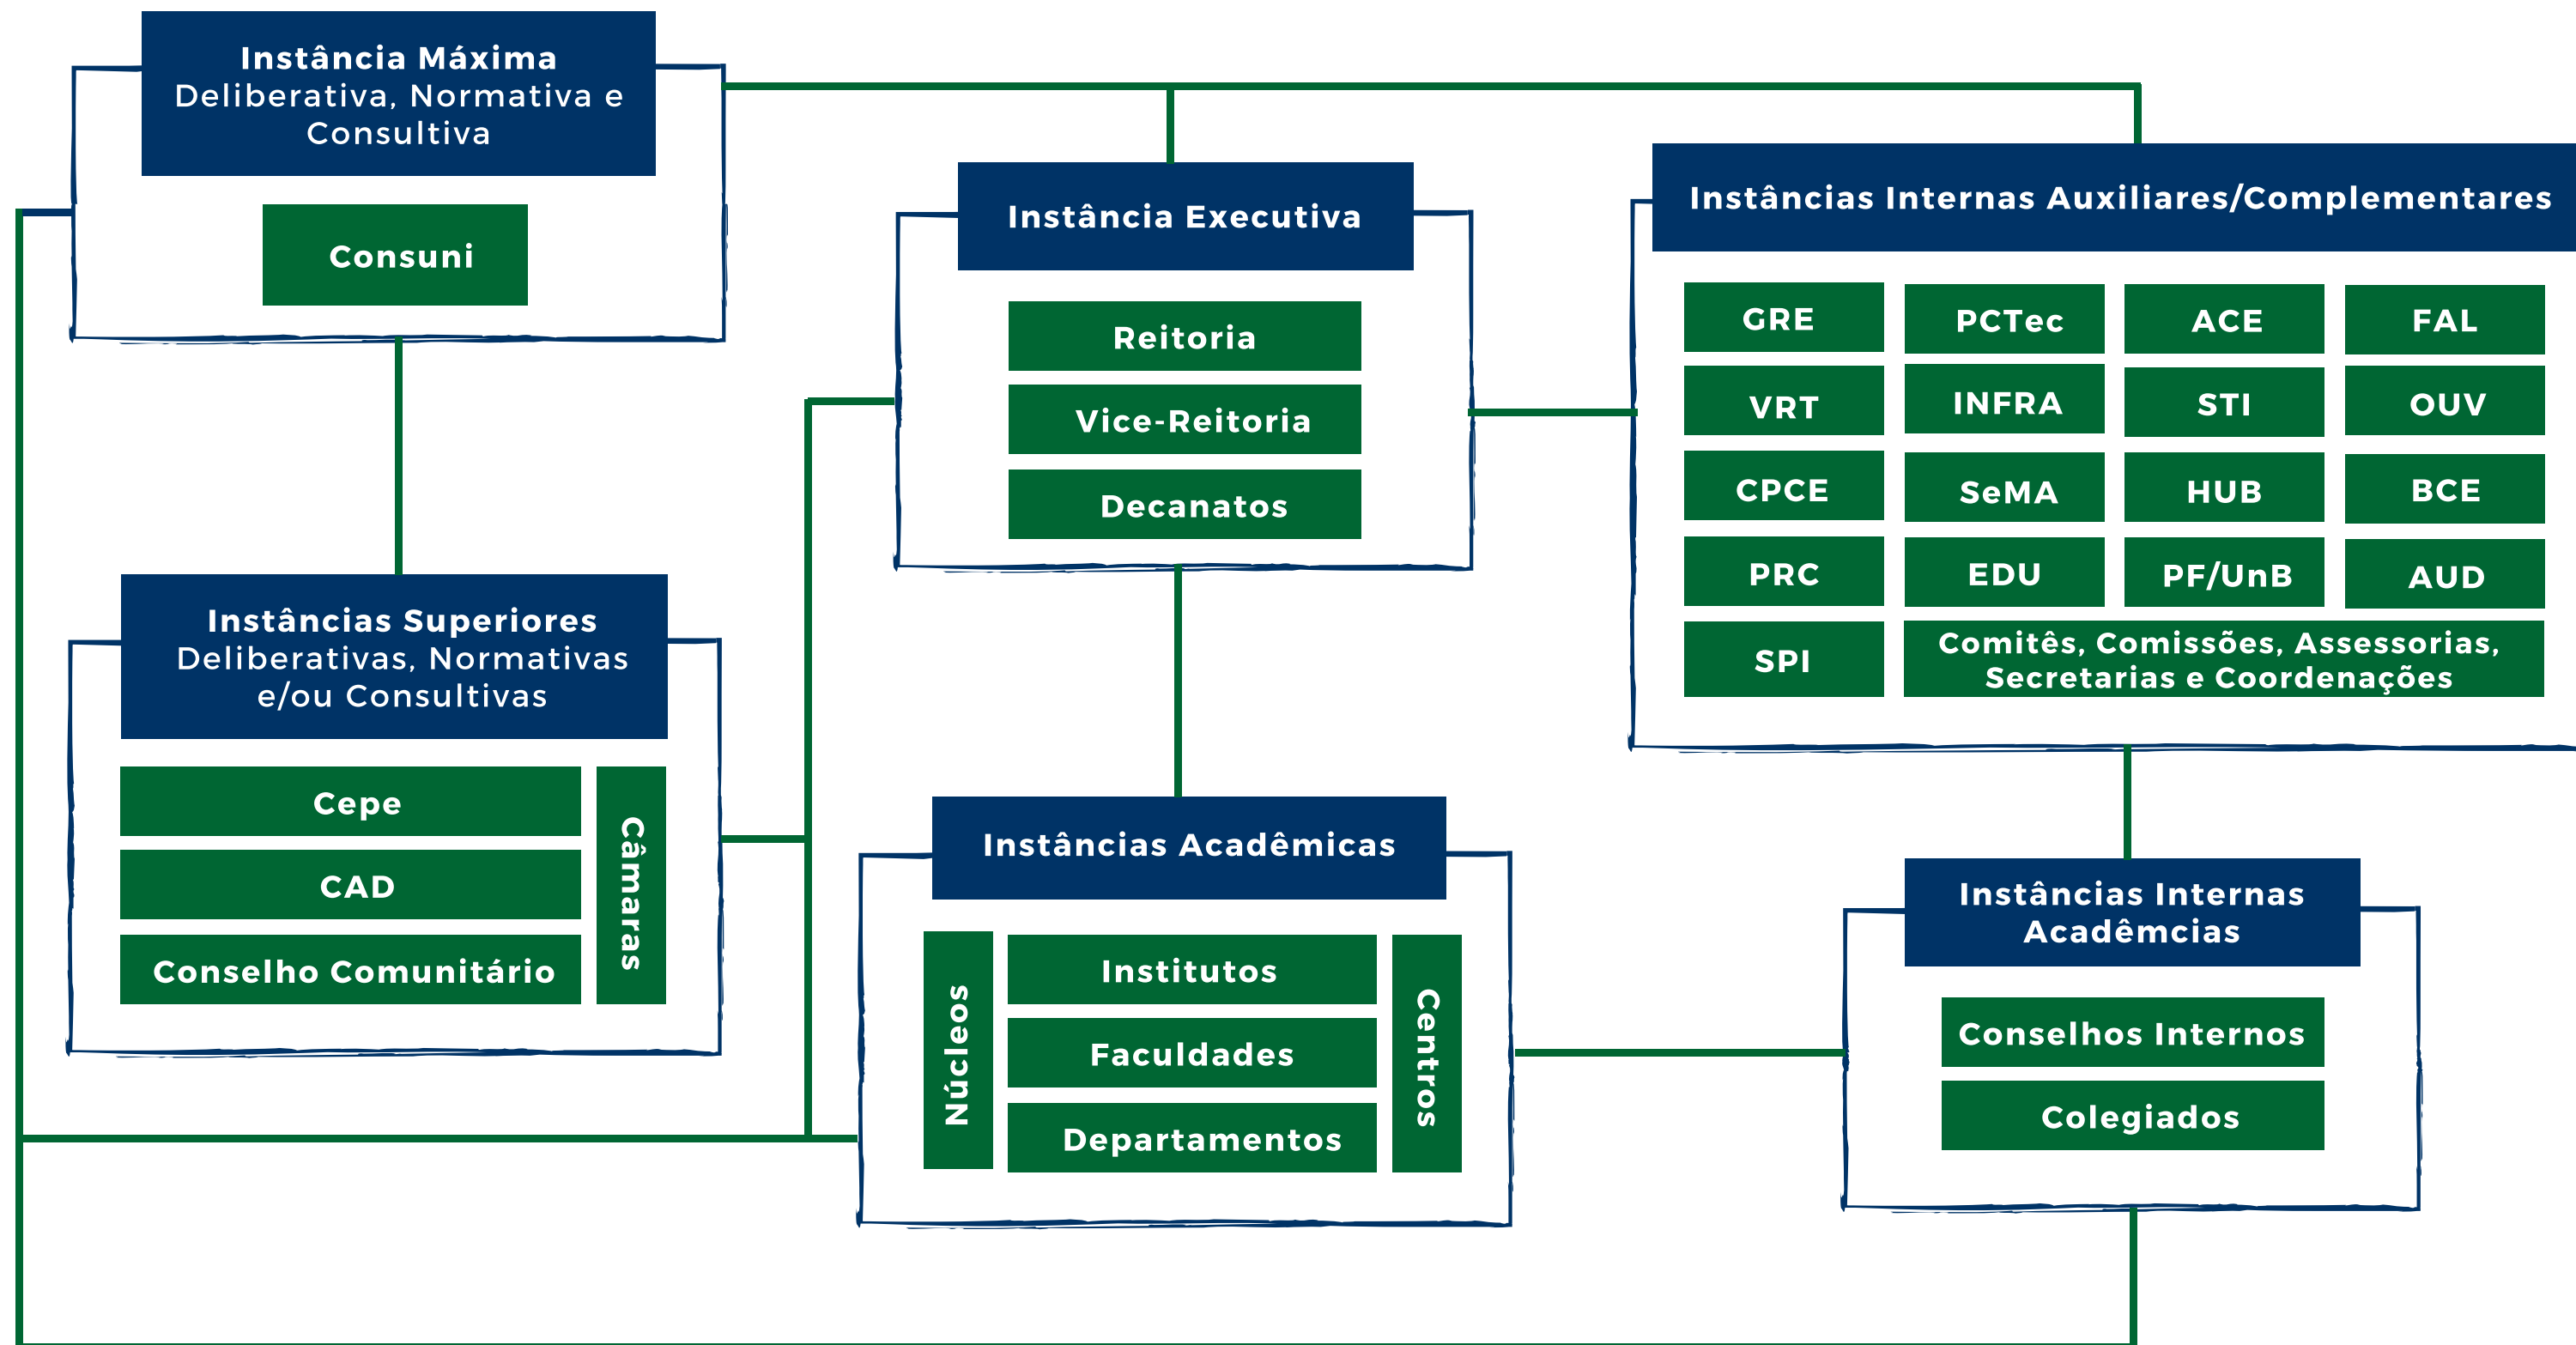 Instância Máxima
Deliberativa, Normativa e
Consultiva
Consuni
Instância Executiva
Reitoria
Vice-Reitoria
Decanatos
Instâncias Internas Auxiliares/Complementares
GRE
PCTec
ACE
FAL
VRT
INFRA
STI
OUV
CPCE
SeMA
HUB
BCE
PRC
EDU
PF/UnB
AUD
SPI
Comitês, Comissões, Assessorias,
Secretarias e Coordenações
Instâncias Superiores
Deliberativas, Normativas
e/ou Consultivas
Cepe
CAD
Conselho Comunitário
Câmaras
Instâncias Acadêmicas
Núcleos
Institutos
Faculdades
Departamentos
Centros
Instâncias Internas
Acadêmcias
Conselhos Internos
Colegiados